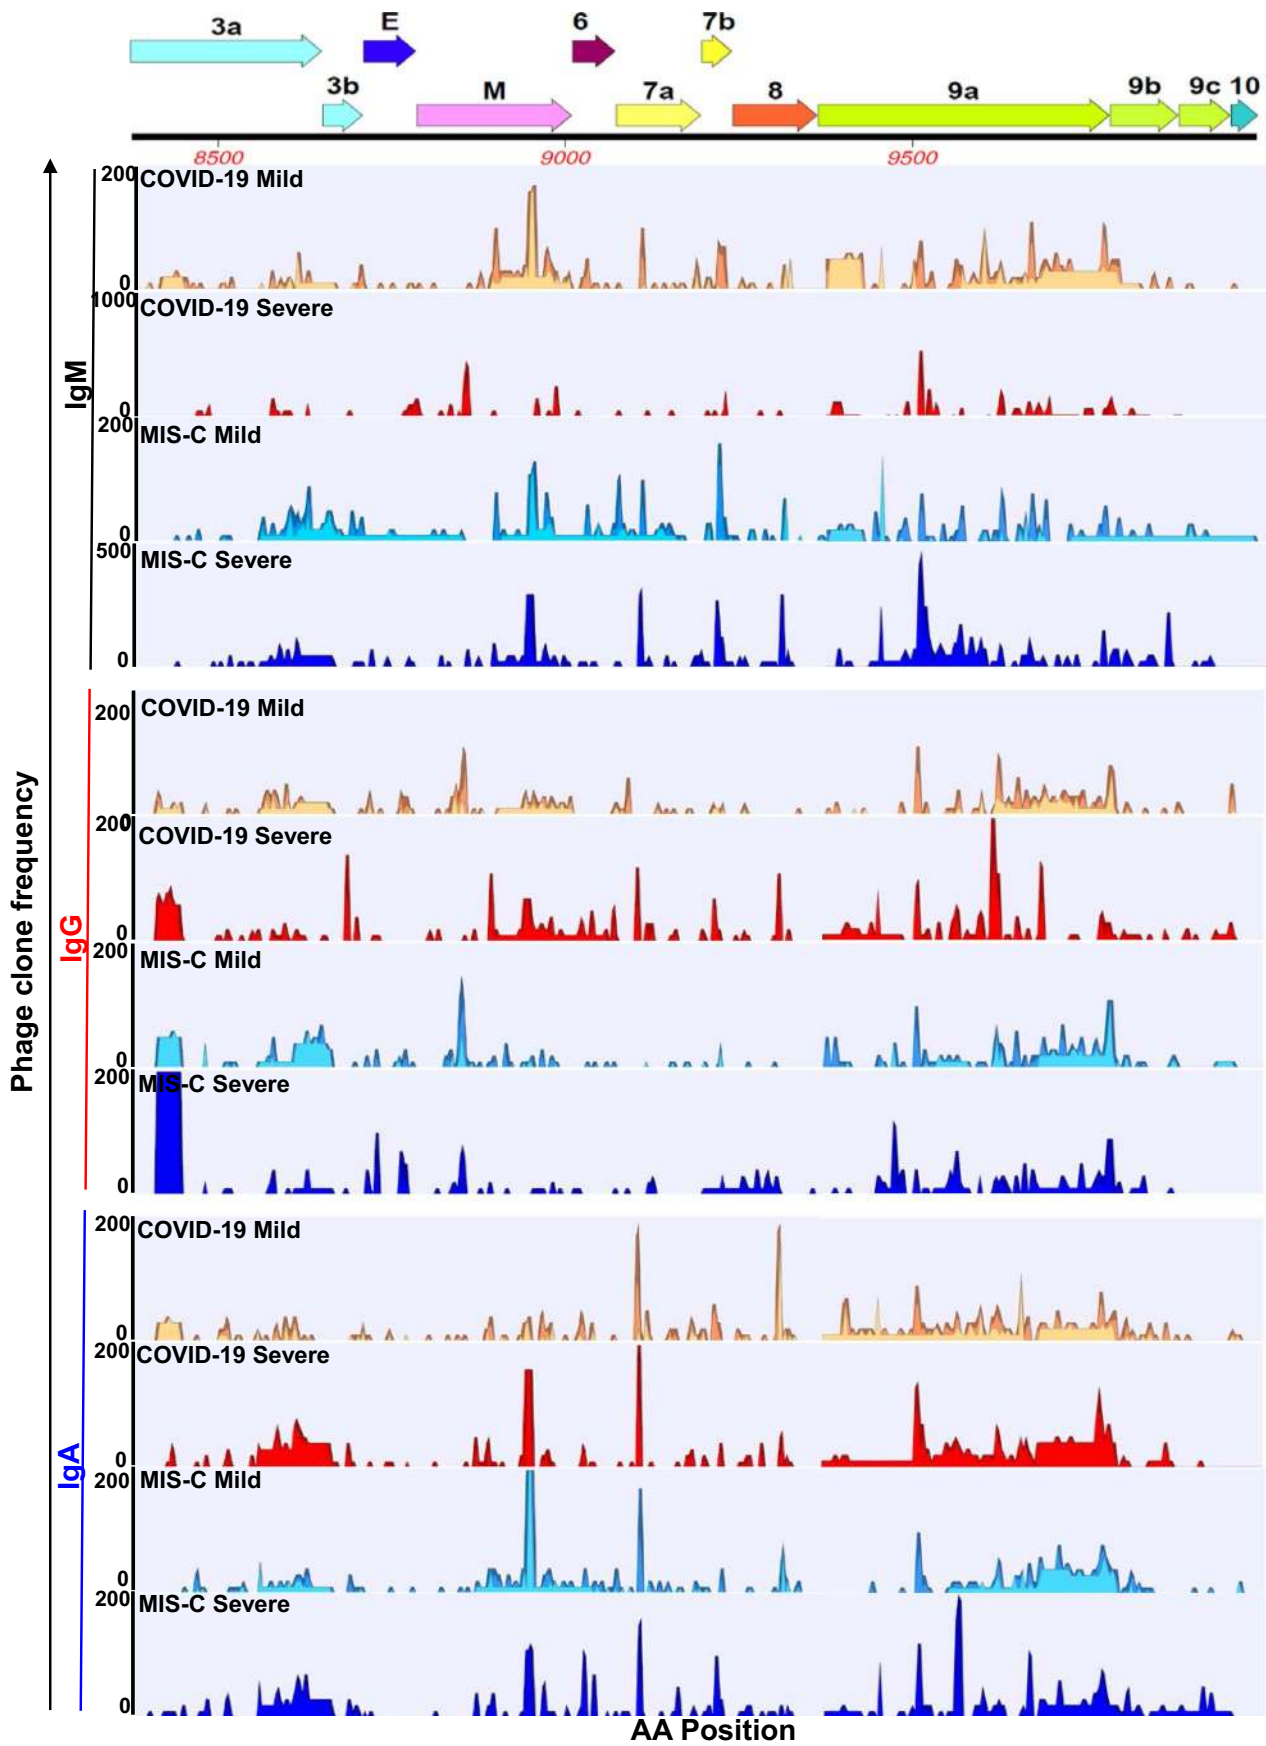 3a E 6 7b
3b M 7a 8 9a 9b 9c 10
8500 9000 9500
Phage clone frequency
IgM
200 COVID-19 Mild
0
1000 COVID-19 Severe
0
200 MIS-C Mild
0
500 MIS-C Severe
0
IgG
200 COVID-19 Mild
0
200 COVID-19 Severe
0
200 MIS-C Mild
0
200 MIS-C Severe
0
IgA
200 COVID-19 Mild
0
200 COVID-19 Severe
0
200 MIS-C Mild
0
200 MIS-C Severe
0
AA Position